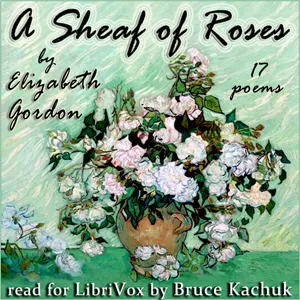 A Sheaf of Roses
by
Elizabeth
Gordon
17
poems
read for LibriVox by Bruce Kachuk